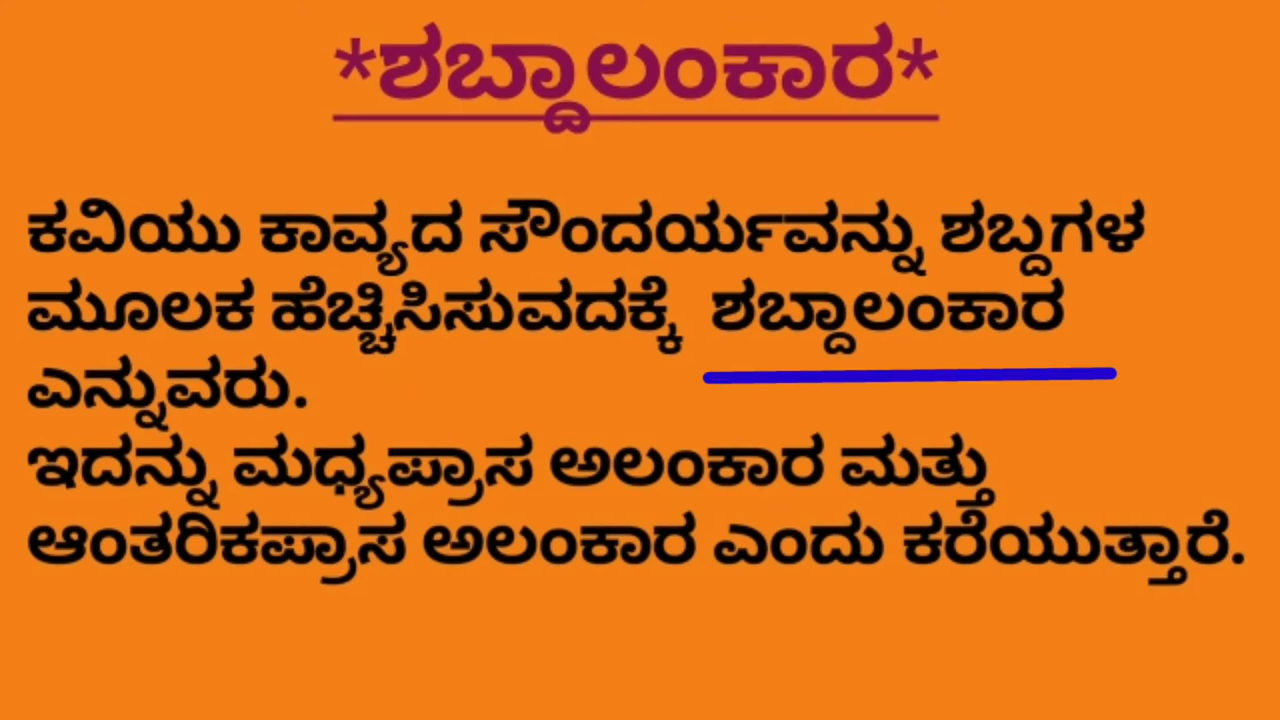 *ಶಬ್ದಾಲಂಕಾರ*
ಕವಿಯು ಕಾವ್ಯದ ಸೌಂದರ್ಯವನ್ನು ಶಬ್ದಗಳ
ಮೂಲಕ ಹೆಚ್ಚಿಸಿಸುವದಕ್ಕೆ ಶಬ್ದಾಲಂಕಾರ
ಎನ್ನುವರು.
ಇದನ್ನು ಮಧ್ಯಪ್ರಾಸ ಅಲಂಕಾರ ಮತ್ತು
ಆಂತರಿಕಪ್ರಾಸ ಅಲಂಕಾರ ಎಂದು ಕರೆಯುತ್ತಾರೆ.